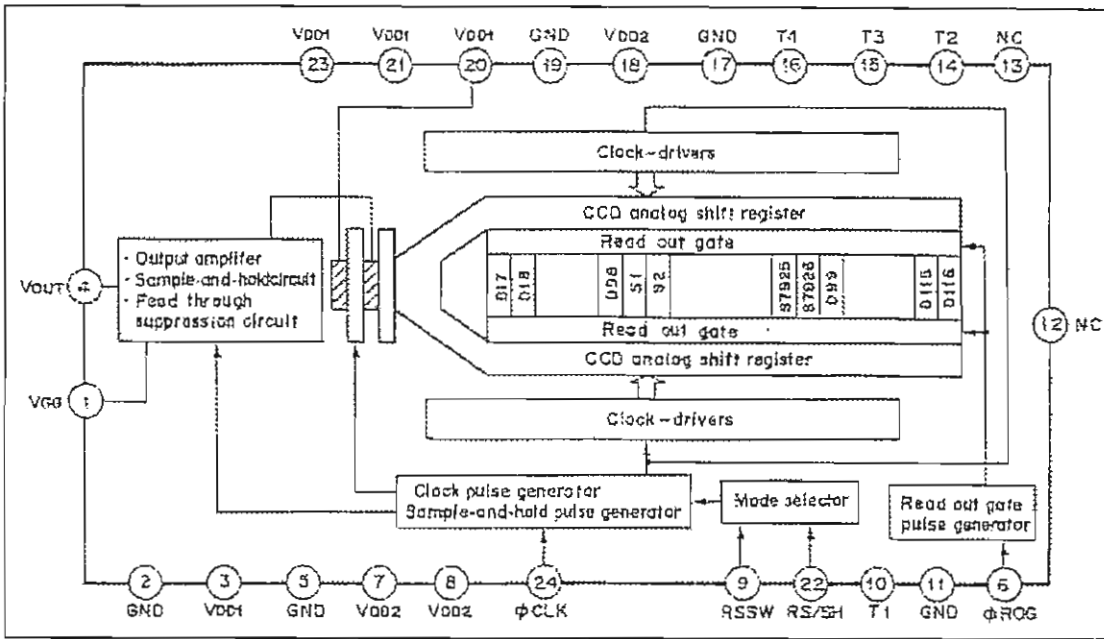 VDD1 VDD1 VDD1 GND VDD2 GND T4 T3 T2 NC
23 21 20 19 18 17 16 15 14 13
Clock-drivers
CCD analog shift register
Read out gate
· Output amplifer
· Sample-and-holdcircuit
· Feed through
suppression circuit
VOUT 4
D17 D18 D98 S1 S2 S7925 S7926 D99 D115 D116
12 NC
Read out gate
CCD analog shift register
VGG 1
Clock-drivers
Clock pulse generator
Sample-and-hold pulse generator
Mode selector
Read out gate
pulse generator
2 3 5 7 8 24 9 22 10 11 6
GND VDD1 GND VDD2 VDD2 ϕCLK RSSW RS/SH T1 GND ϕROG